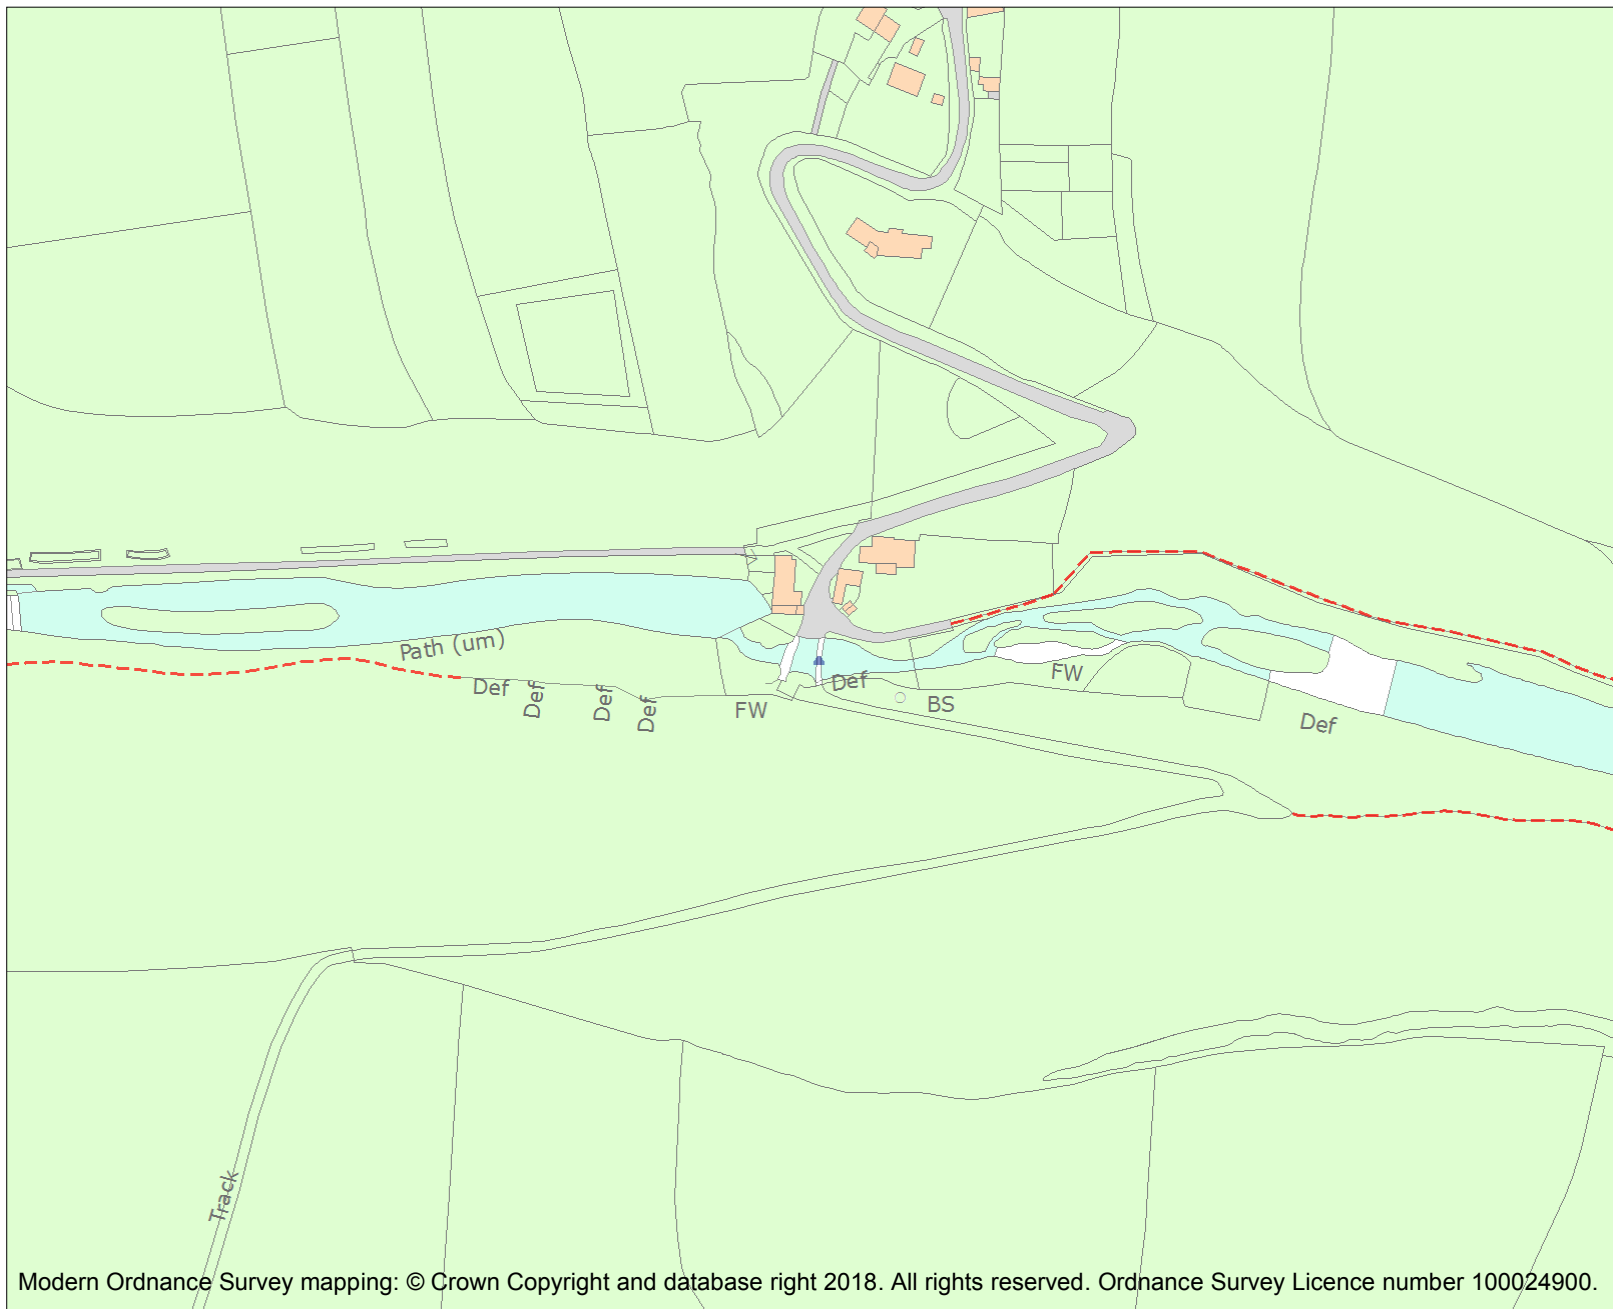 Path (um)
Def
Def
Def
Def
FW
Def
BS
FW
Def
Track
Modern Ordnance Survey mapping: © Crown Copyright and database right 2018. All rights reserved. Ordnance Survey Licence number 100024900.